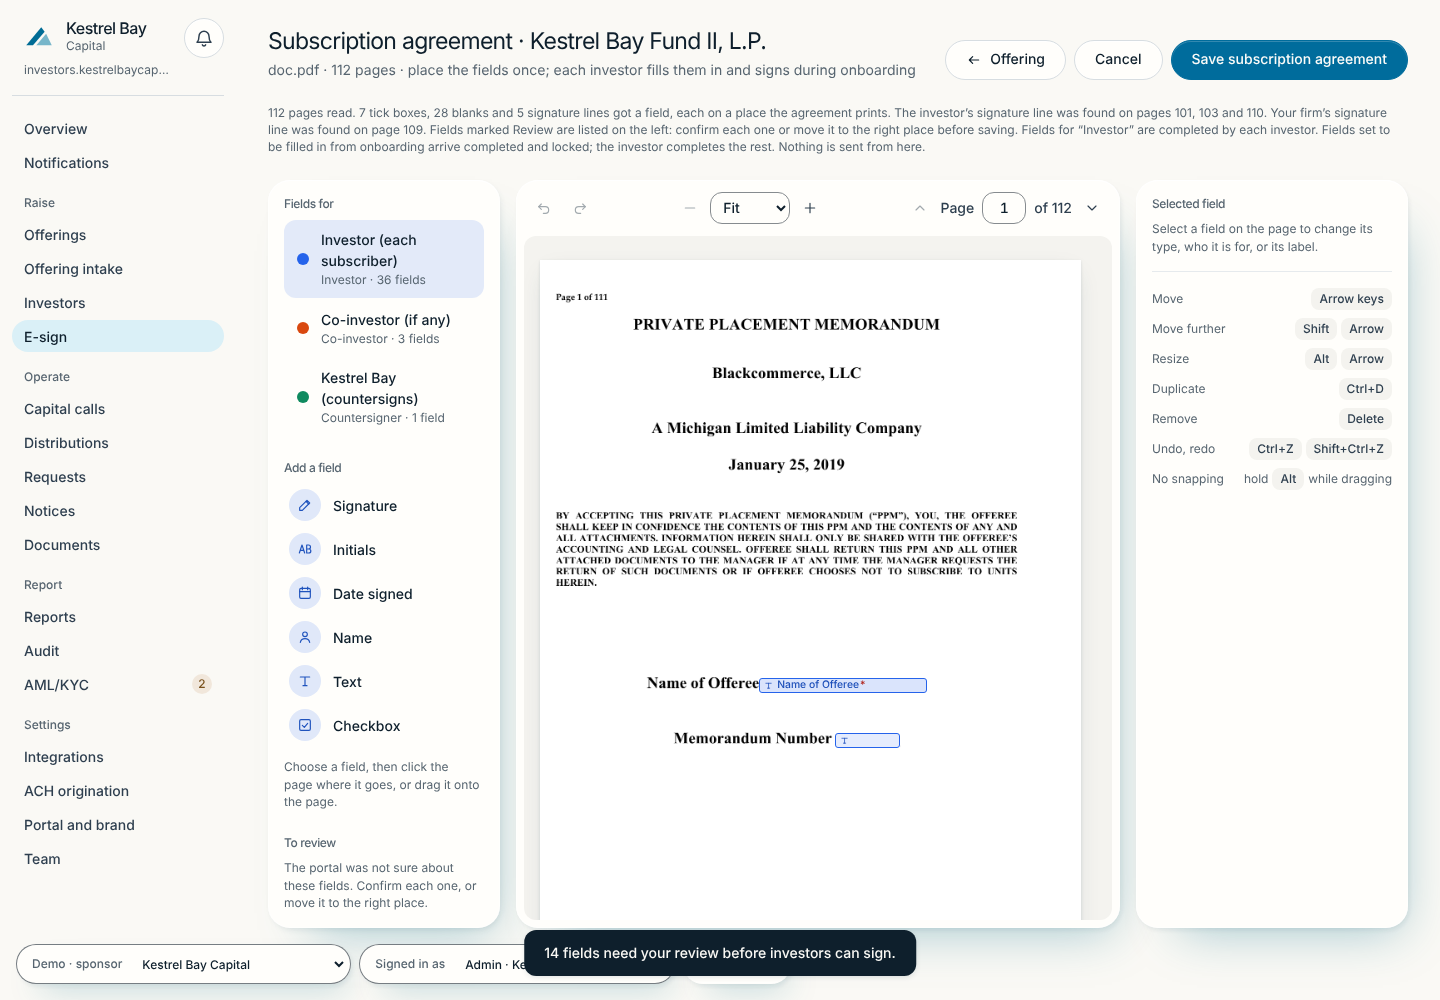 Kestrel Bay
Capital
investors.kestrelbaycap...
Overview
Notifications
Raise
Offerings
Offering intake
Investors
E-sign
Operate
Capital calls
Distributions
Requests
Notices
Documents
Report
Reports
Audit
AML/KYC
2
Settings
Integrations
ACH origination
Portal and brand
Team
Subscription agreement · Kestrel Bay Fund II, L.P.
doc.pdf · 112 pages · place the fields once; each investor fills them in and signs during onboarding
← Offering
Cancel
Save subscription agreement
112 pages read. 7 tick boxes, 28 blanks and 5 signature lines got a field, each on a place the agreement prints. The investor’s signature line was found on pages 101, 103 and 110. Your firm’s signature
line was found on page 109. Fields marked Review are listed on the left: confirm each one or move it to the right place before saving. Fields for “Investor” are completed by each investor. Fields set to
be filled in from onboarding arrive completed and locked; the investor completes the rest. Nothing is sent from here.
Fields for
Investor (each
subscriber)
Investor · 36 fields
Co-investor (if any)
Co-investor · 3 fields
Kestrel Bay
(countersigns)
Countersigner · 1 field
Add a field
Signature
AB Initials
Date signed
Name
T Text
Checkbox
Choose a field, then click the
page where it goes, or drag it onto
the page.
To review
The portal was not sure about
these fields. Confirm each one, or
move it to the right place.
Fit
Page 1 of 112
Page 1 of 111
PRIVATE PLACEMENT MEMORANDUM
Blackcommerce, LLC
A Michigan Limited Liability Company
January 25, 2019
BY ACCEPTING THIS PRIVATE PLACEMENT MEMORANDUM (“PPM”), YOU, THE OFFEREE
SHALL KEEP IN CONFIDENCE THE CONTENTS OF THIS PPM AND THE CONTENTS OF ANY AND
ALL ATTACHMENTS. INFORMATION HEREIN SHALL ONLY BE SHARED WITH THE OFFEREE’S
ACCOUNTING AND LEGAL COUNSEL. OFFEREE SHALL RETURN THIS PPM AND ALL OTHER
ATTACHED DOCUMENTS TO THE MANAGER IF AT ANY TIME THE MANAGER REQUESTS THE
RETURN OF SUCH DOCUMENTS OR IF OFFEREE CHOOSES NOT TO SUBSCRIBE TO UNITS
HEREIN.
Name of Offeree T Name of Offeree*
Memorandum Number T
Selected field
Select a field on the page to change its
type, who it is for, or its label.
Move Arrow keys
Move further Shift Arrow
Resize Alt Arrow
Duplicate Ctrl+D
Remove Delete
Undo, redo Ctrl+Z Shift+Ctrl+Z
No snapping hold Alt while dragging
Demo · sponsor Kestrel Bay Capital
Signed in as Admin
14 fields need your review before investors can sign.